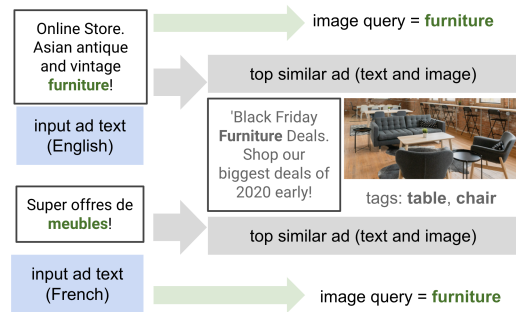 Online Store.
Asian antique
and vintage
furniture!
image query = furniture
input ad text
(English)
top similar ad (text and image)
'Black Friday
Furniture Deals.
Shop our
biggest deals of
2020 early!
tags: table, chair
Super offres de
meubles!
top similar ad (text and image)
input ad text
(French)
image query = furniture